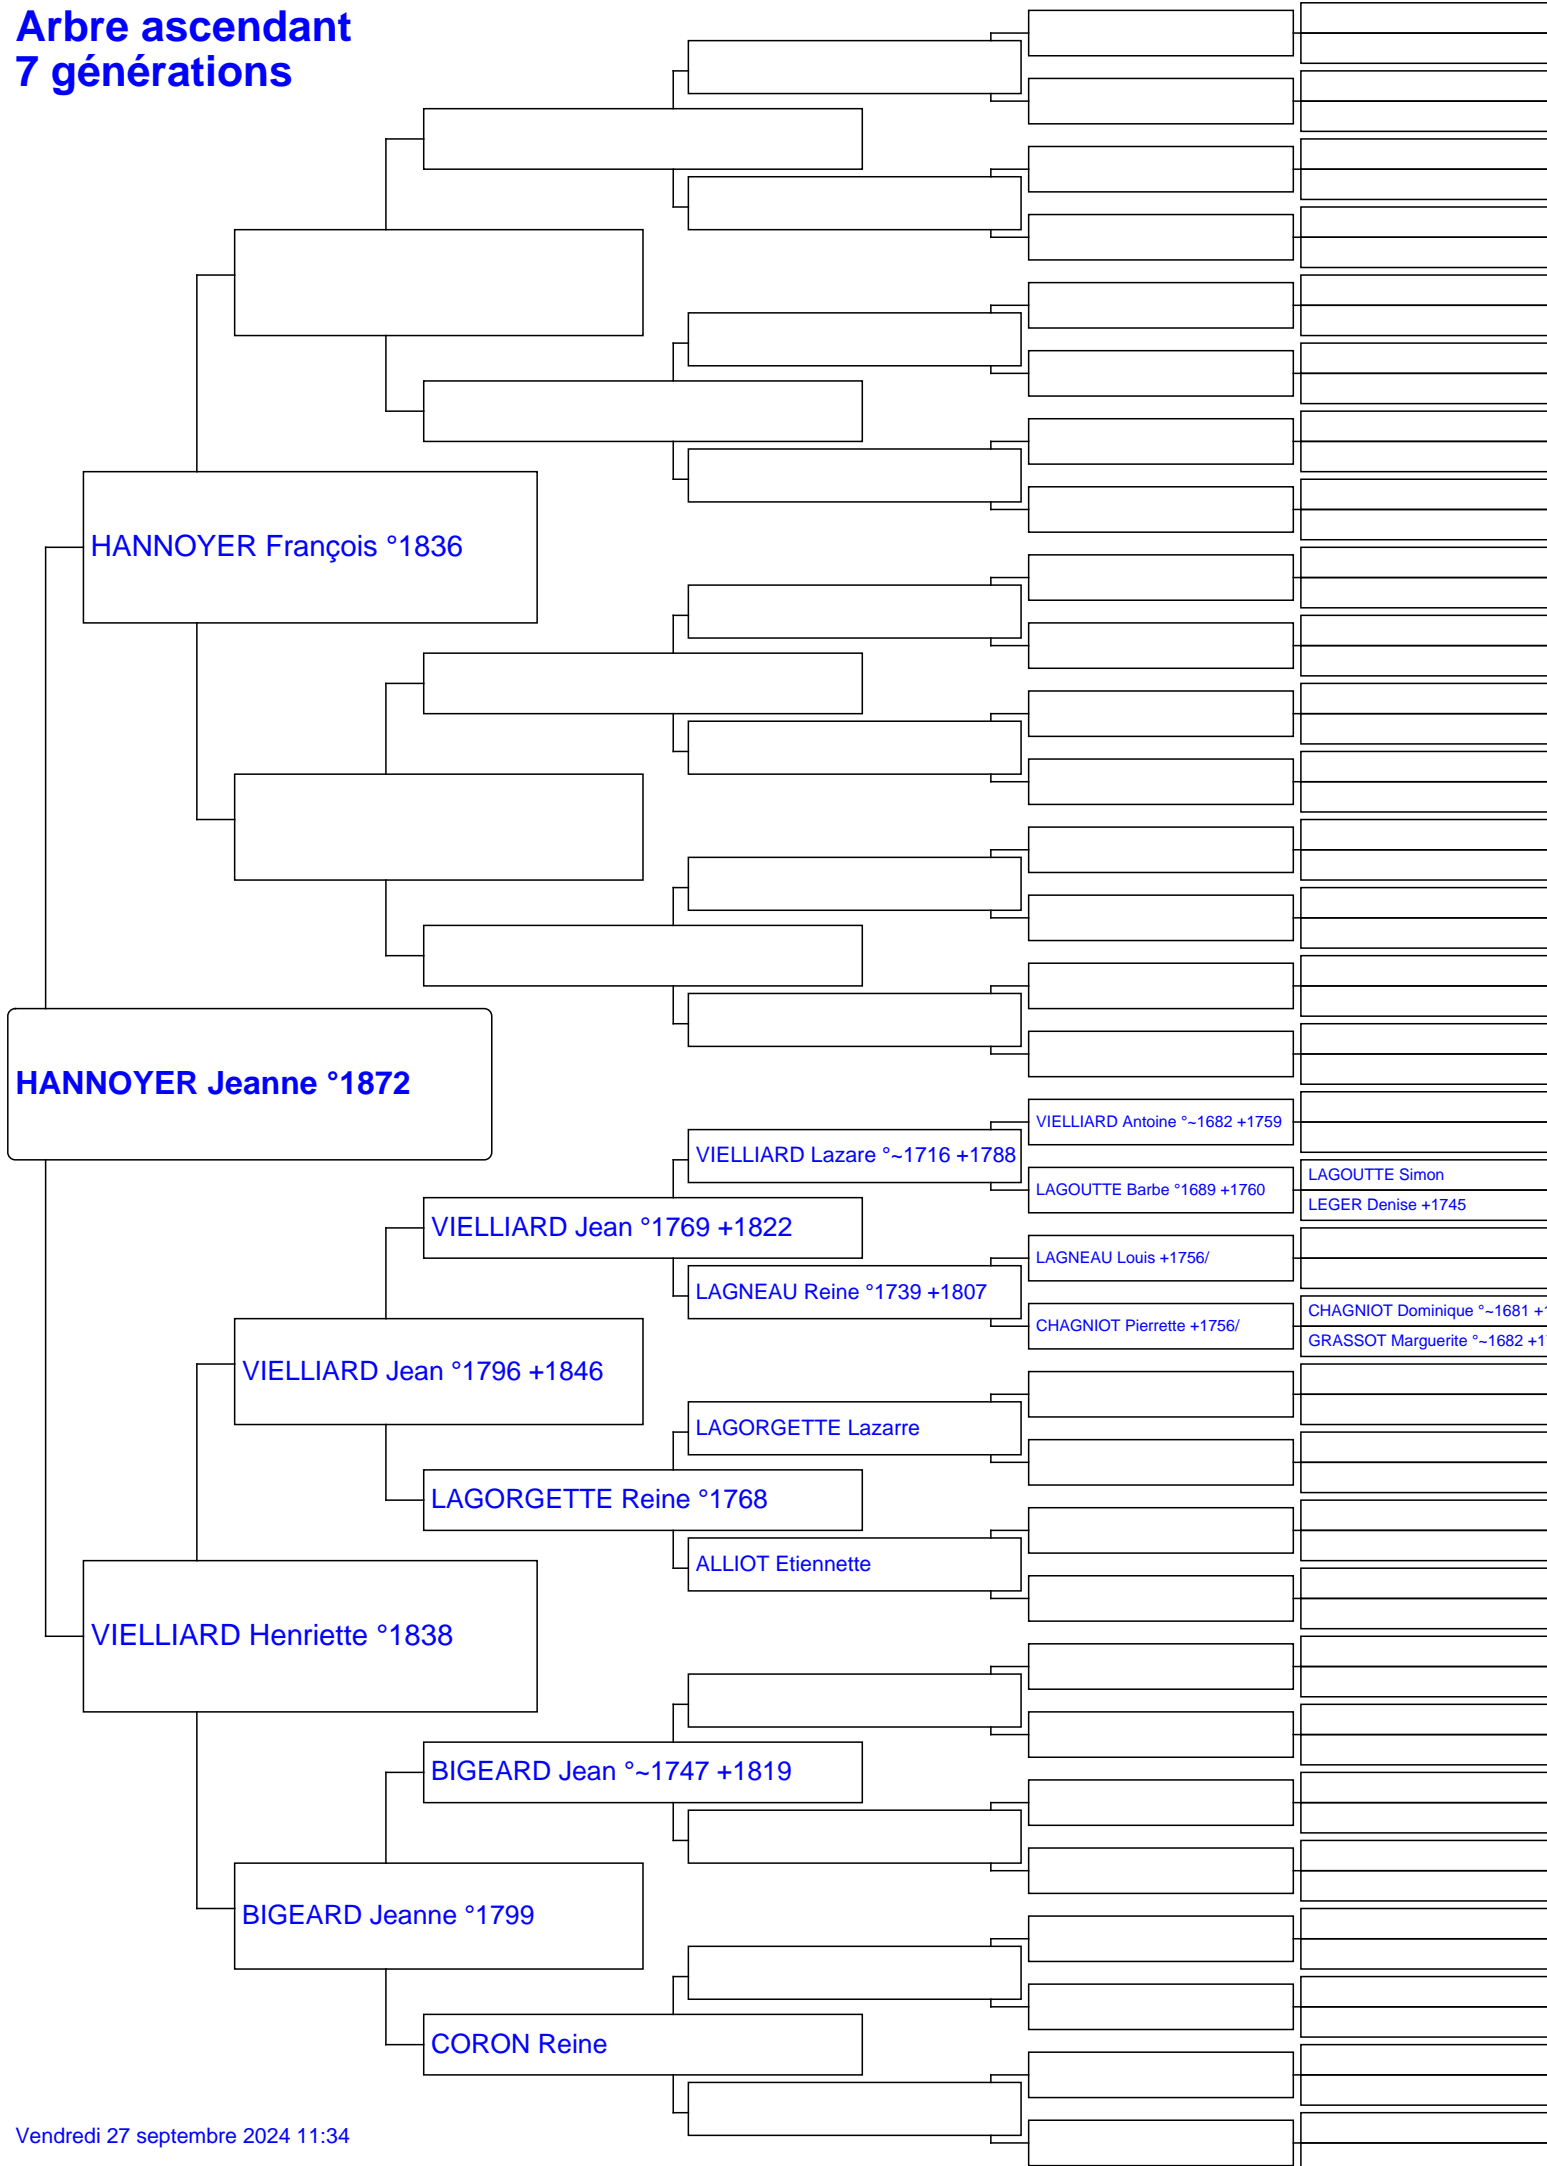 Arbre ascendant
7 générations
HANNOYER François °1836
HANNOYER Jeanne °1872
VIELLIARD Antoine °~1682 +1759
VIELLIARD Lazare °~1716 +1788
LAGOUTTE Simon
LAGOUTTE Barbe °1689 +1760
LEGER Denise +1745
VIELLIARD Jean °1769 +1822
LAGNEAU Louis +1756/
LAGNEAU Reine °1739 +1807
CHAGNIOT Dominique °~1681
CHAGNIOT Pierrette +1756/
GRASSOT Marguerite °~1682
VIELLIARD Jean °1796 +1846
LAGORGETTE Lazarre
LAGORGETTE Reine °1768
ALLIOT Etiennette
VIELLIARD Henriette °1838
BIGEARD Jean °~1747 +1819
BIGEARD Jeanne °1799
CORON Reine
Vendredi 27 septembre 2024 11:34